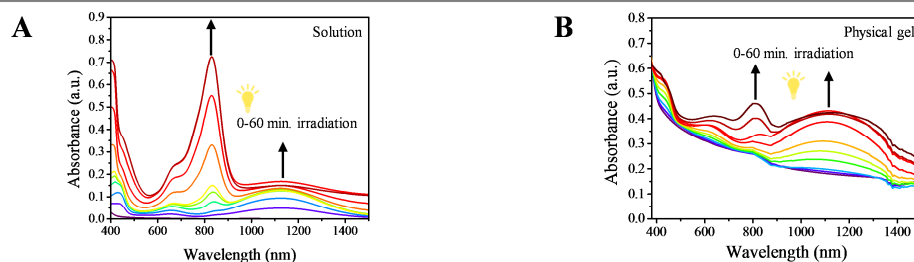 A
Solution
0-60 min. irradiation
Absorbance (a.u.)
0.9
0.8
0.7
0.6
0.5
0.4
0.3
0.2
0.1
0.0
400 600 800 1000 1200 1400
Wavelength (nm)
B
Physical gel
0-60 min. irradiation
Absorbance (a.u.)
0.8
0.7
0.6
0.5
0.4
0.3
0.2
0.1
0.0
400 600 800 1000 1200 1400
Wavelength (nm)